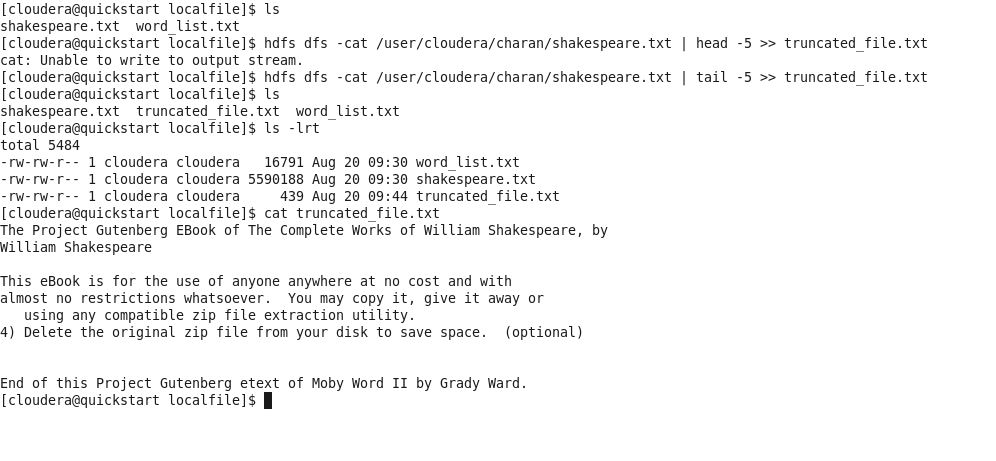 [cloudera@quickstart localfile]$ ls
shakespeare.txt  word_list.txt
[cloudera@quickstart localfile]$ hdfs dfs -cat /user/cloudera/charan/shakespeare.txt | head -5 >> truncated_file.txt
cat: Unable to write to output stream.
[cloudera@quickstart localfile]$ hdfs dfs -cat /user/cloudera/charan/shakespeare.txt | tail -5 >> truncated_file.txt
[cloudera@quickstart localfile]$ ls
shakespeare.txt  truncated_file.txt  word_list.txt
[cloudera@quickstart localfile]$ ls -lrt
total 5484
-rw-rw-r-- 1 cloudera cloudera   16791 Aug 20 09:30 word_list.txt
-rw-rw-r-- 1 cloudera cloudera 5590188 Aug 20 09:30 shakespeare.txt
-rw-rw-r-- 1 cloudera cloudera     439 Aug 20 09:44 truncated_file.txt
[cloudera@quickstart localfile]$ cat truncated_file.txt
The Project Gutenberg EBook of The Complete Works of William Shakespeare, by
William Shakespeare

This eBook is for the use of anyone anywhere at no cost and with
almost no restrictions whatsoever.  You may copy it, give it away or
   using any compatible zip file extraction utility.
4) Delete the original zip file from your disk to save space.  (optional)


End of this Project Gutenberg etext of Moby Word II by Grady Ward.
[cloudera@quickstart localfile]$